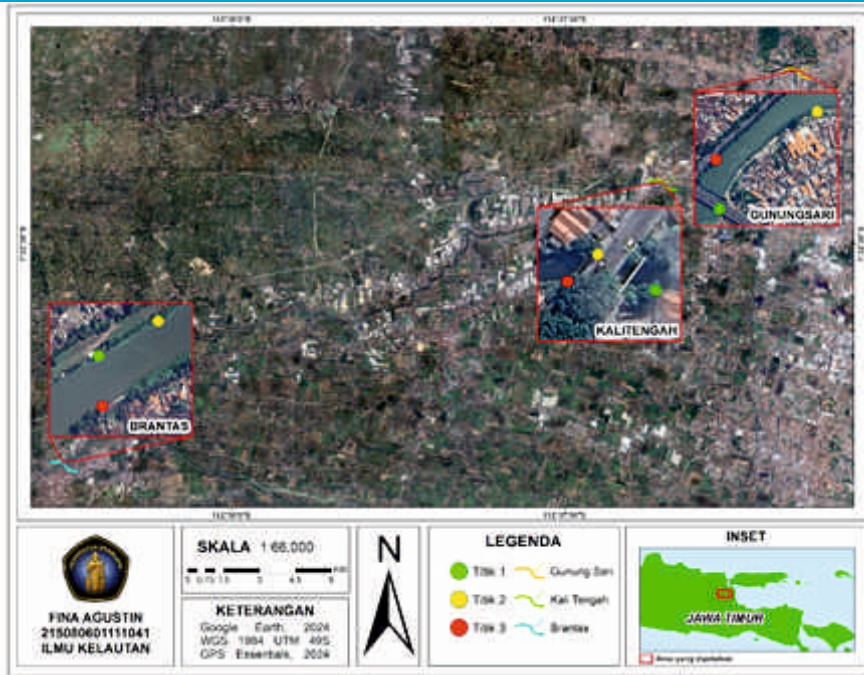 GUNUNGSARI
KALITENGAH
BRANTAS
FINA AGUSTIN
215080601111041
ILMU KELAUTAN
SKALA 1:66.000
KETERANGAN
Google Earth, 2024
WGS 1984 UTM 49S
GPS Essentials, 2024
N
LEGENDA
Titik 1 Gunung Sari
Titik 2 Kali Tengah
Titik 3 Brantas
INSET
JAWA TIMUR